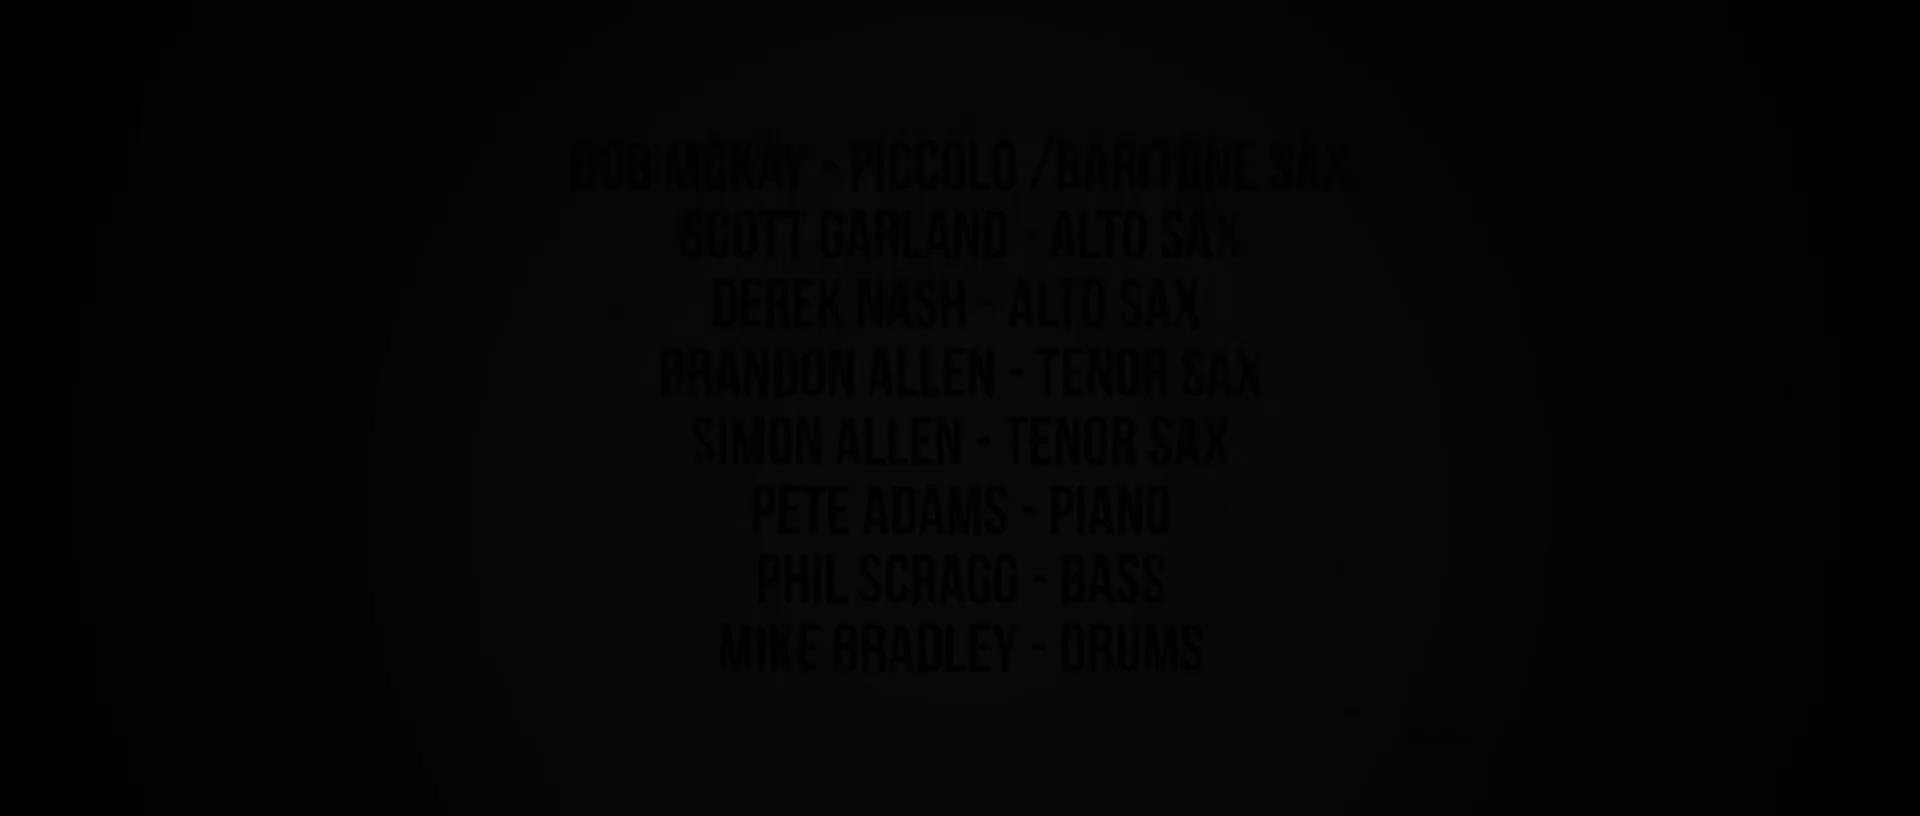 BOB MCKAY - PICCOLO / BARITONE SAX
SCOTT GARLAND - ALTO SAX
DEREK NASH - ALTO SAX
BRANDON ALLEN - TENOR SAX
SIMON ALLEN - TENOR SAX
PETE ADAMS - PIANO
PHIL SCRAGG - BASS
MIKE BRADLEY - DRUMS